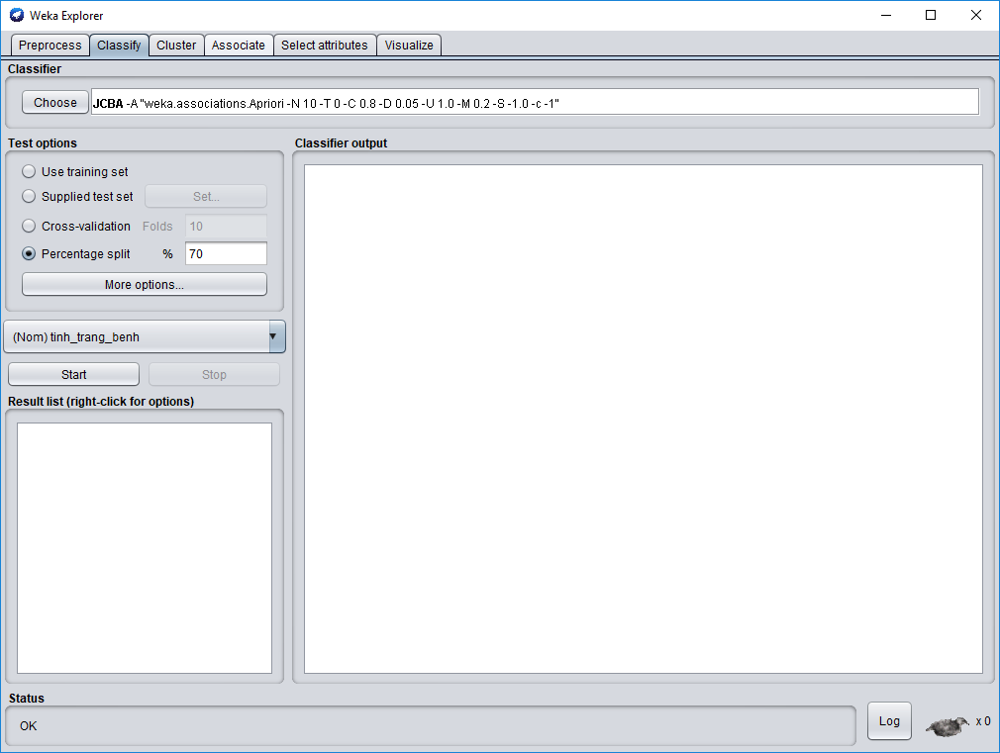 Weka Explorer
Preprocess Classify Cluster Associate Select attributes Visualize
Classifier
Choose JCBA -A "weka.associations.Apriori -N 10 -T 0 -C 0.8 -D 0.05 -U 1.0 -M 0.2 -S -1.0 -c -1"
Test options
Use training set
Supplied test set Set...
Cross-validation Folds 10
Percentage split % 70
More options...
(Nom) tinh_trang_benh
Start Stop
Result list (right-click for options)
Classifier output
Status
OK
Log x 0